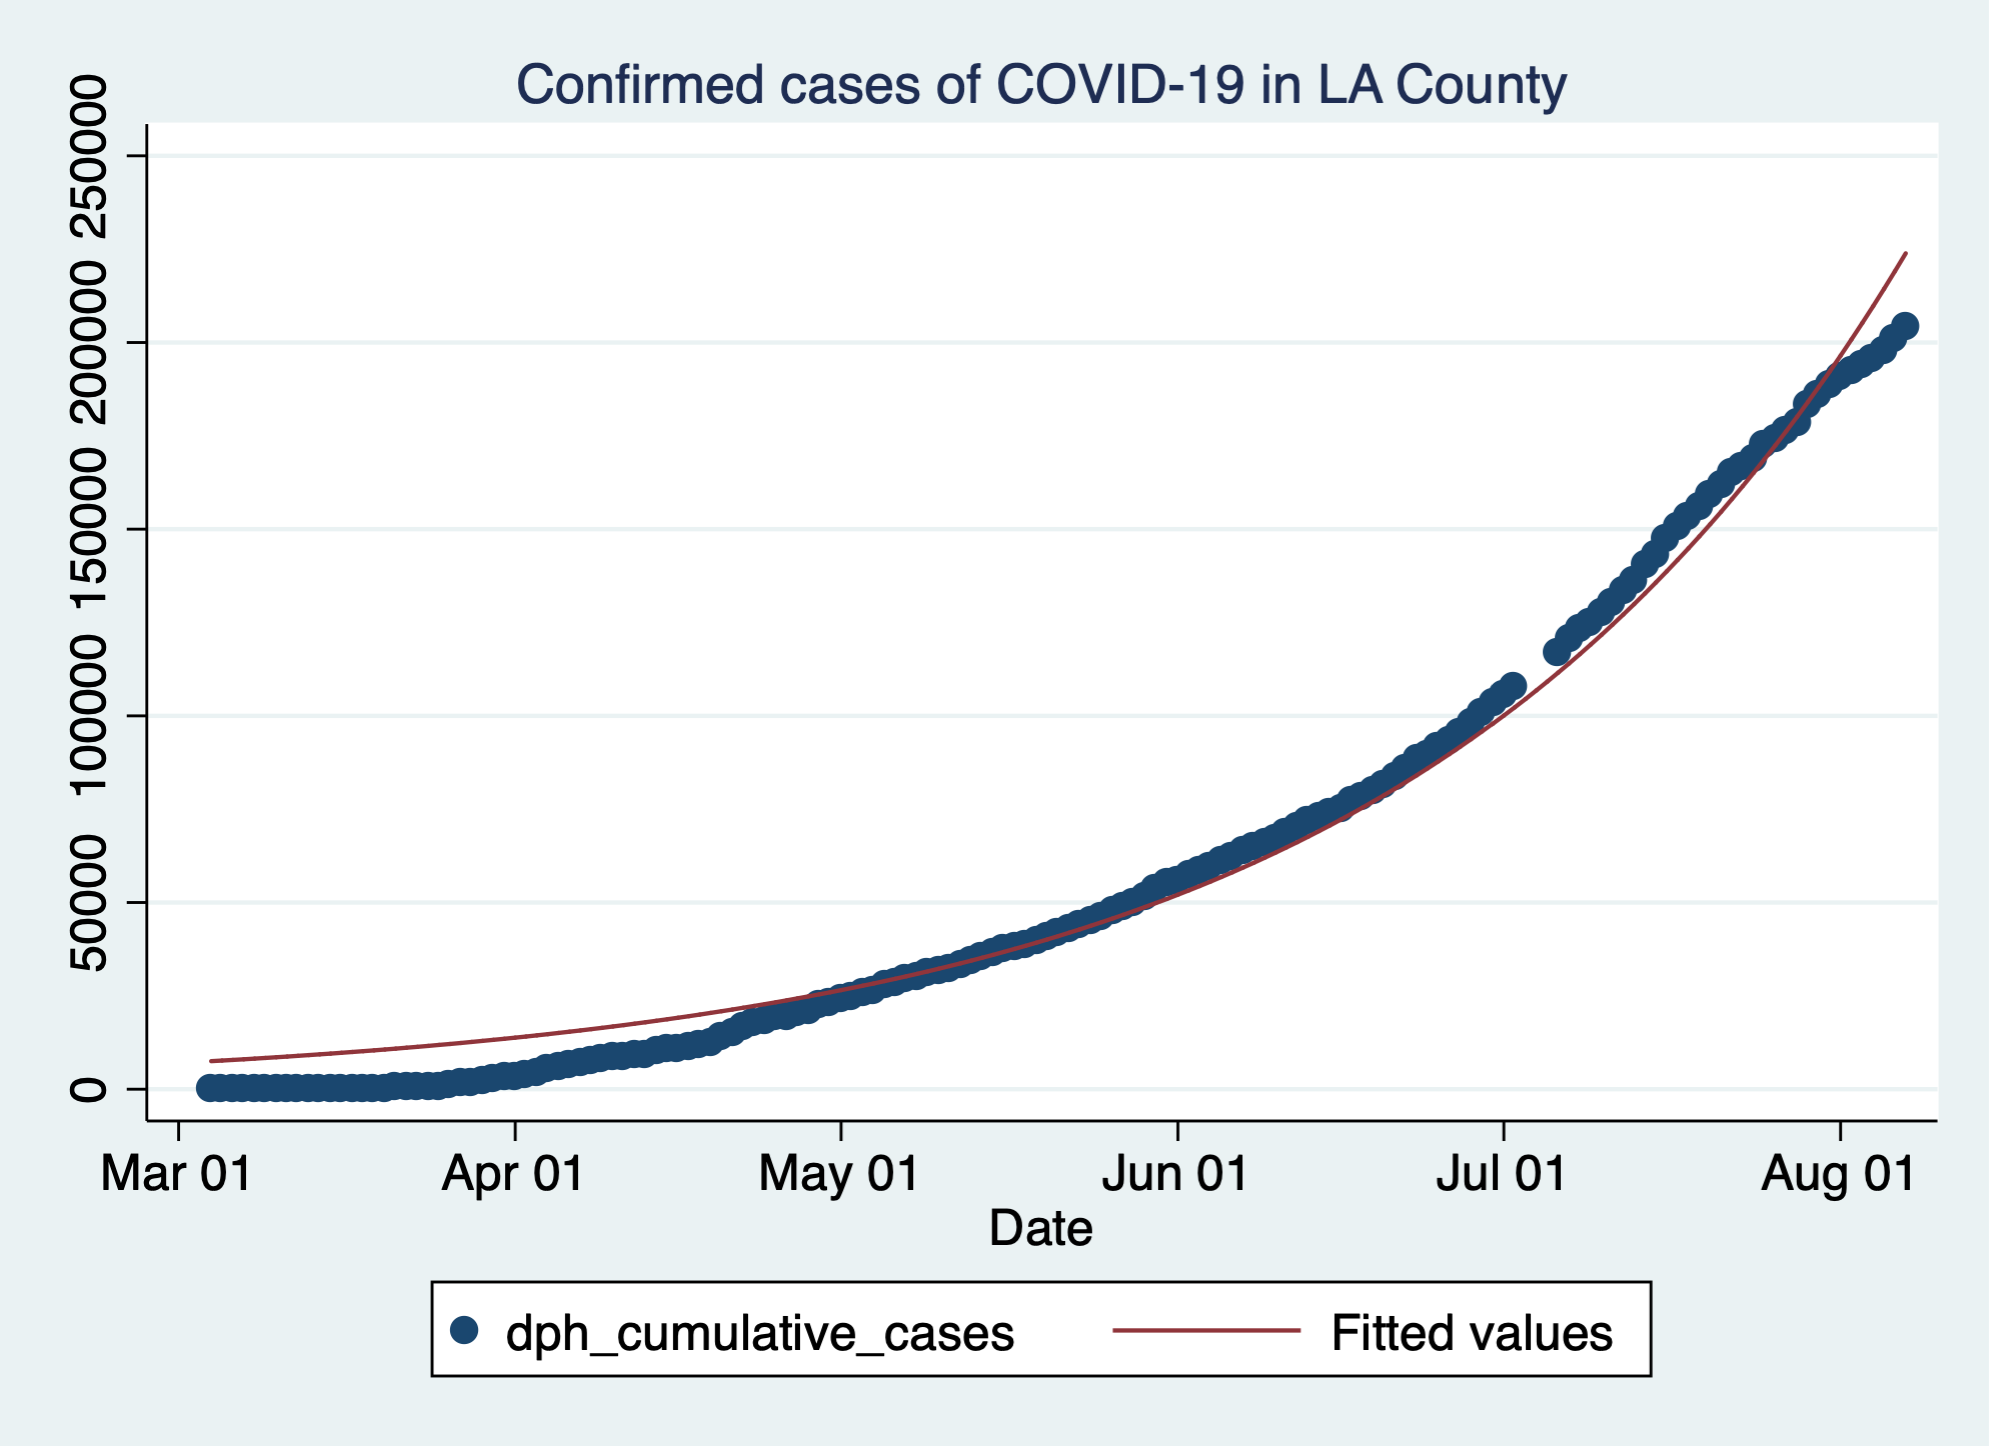 Confirmed cases of COVID-19 in LA County
250000
200000
150000
100000
50000
0
Mar 01 Apr 01 May 01 Jun 01 Jul 01 Aug 01
Date
dph_cumulative_cases Fitted values